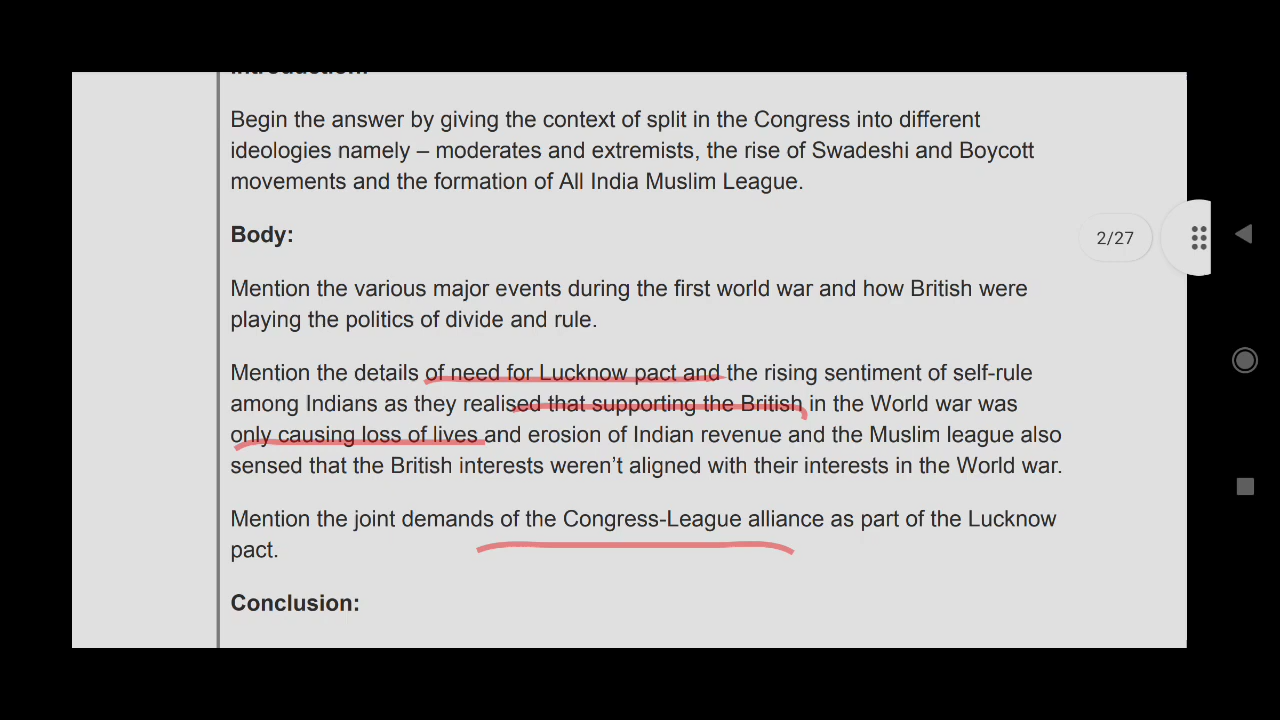 Introduction:
Begin the answer by giving the context of split in the Congress into different
ideologies namely – moderates and extremists, the rise of Swadeshi and Boycott
movements and the formation of All India Muslim League.
Body:
2/27
Mention the various major events during the first world war and how British were
playing the politics of divide and rule.
Mention the details of need for Lucknow pact and the rising sentiment of self-rule
among Indians as they realised that supporting the British in the World war was
only causing loss of lives and erosion of Indian revenue and the Muslim league also
sensed that the British interests weren't aligned with their interests in the World war.
Mention the joint demands of the Congress-League alliance as part of the Lucknow
pact.
Conclusion: